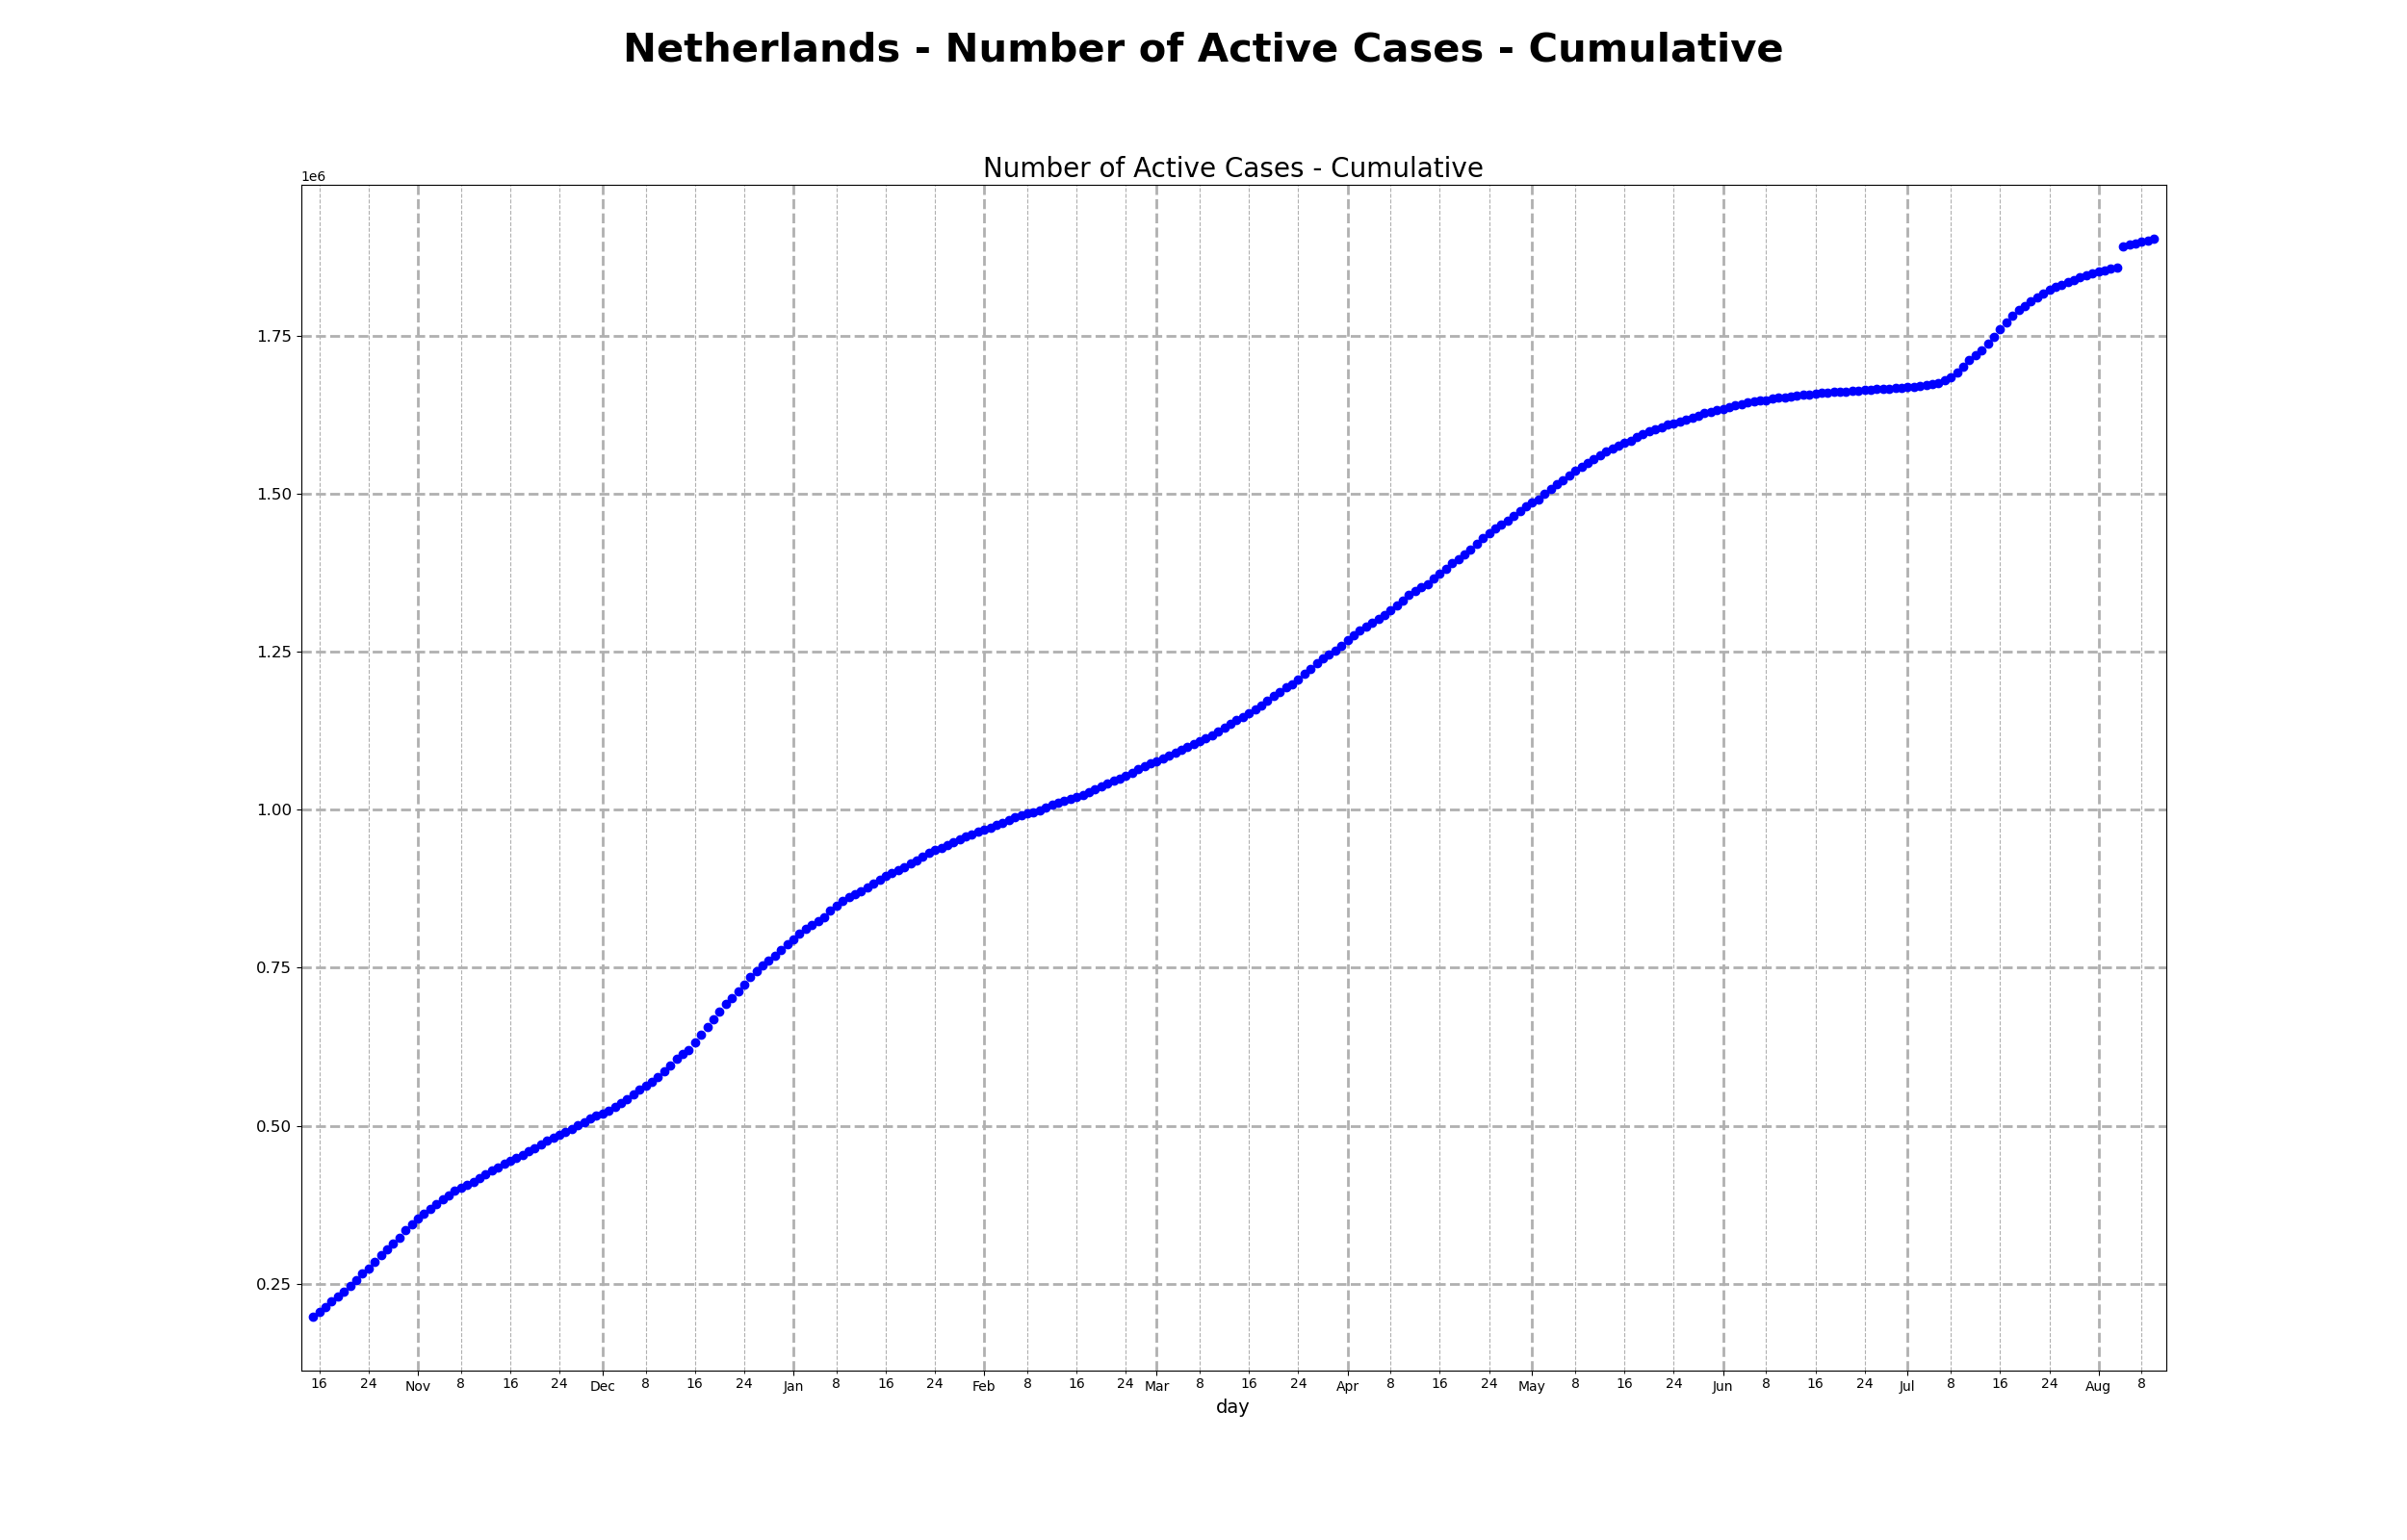 Netherlands - Number of Active Cases - Cumulative
Number of Active Cases - Cumulative
1e6
1.75
1.50
1.25
1.00
0.75
0.50
0.25
16 24 Nov 8 16 24 Dec 8 16 24 Jan 8 16 24 Feb 8 16 24 Mar 8 16 24 Apr 8 16 24 May 8 16 24 Jun 8 16 24 Jul 8 16 24 Aug 8
day